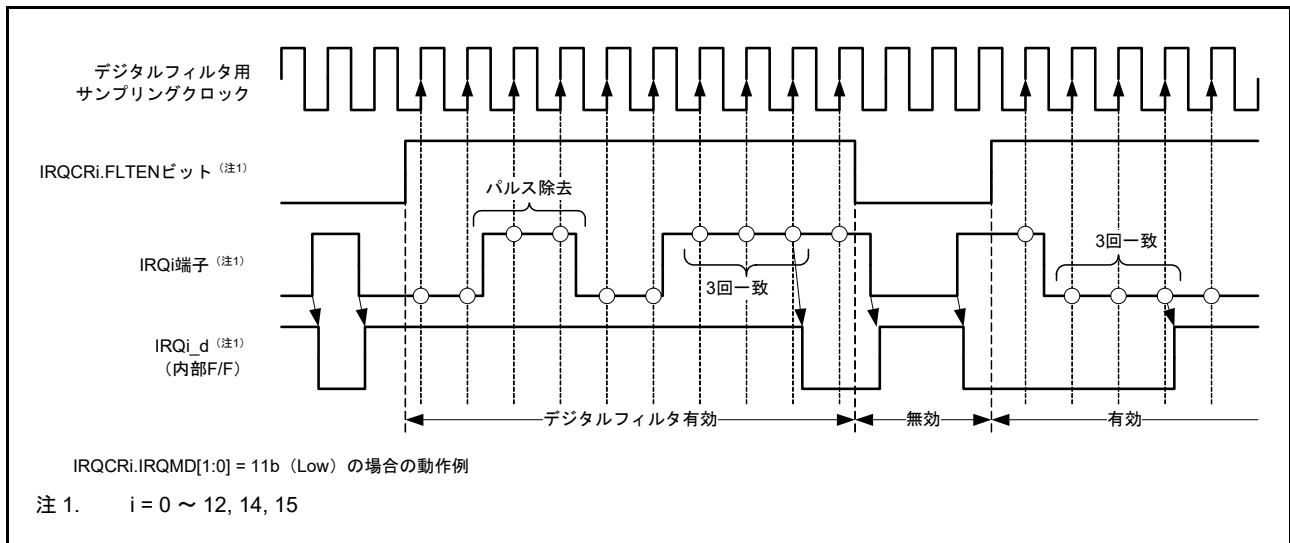 デジタルフィルタ用
サンプリングクロック
IRQCRi.FLTENビット（注1）
パルス除去
IRQi端子（注1）
3回一致
3回一致
IRQi_d（注1）
（内部F/F）
デジタルフィルタ有効
無効
有効
IRQCRi.IRQMD[1:0] = 11b（Low）の場合の動作例
注 1. i = 0 ～ 12, 14, 15